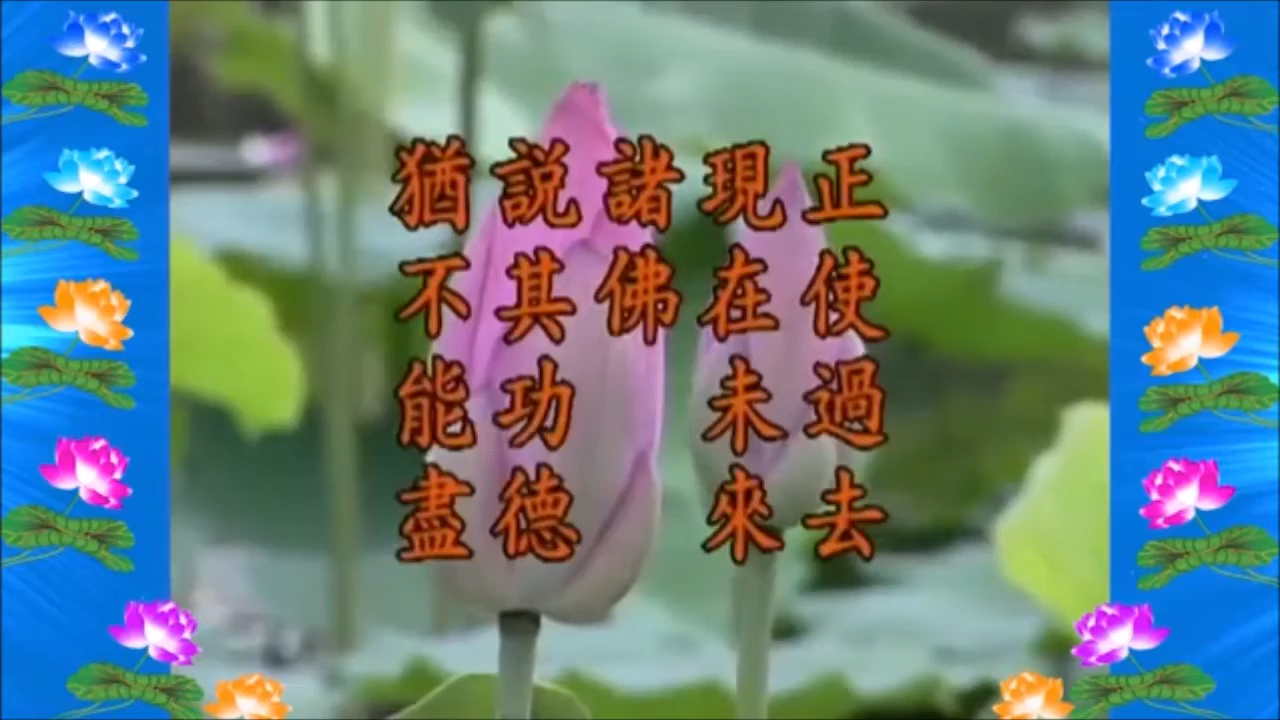 正使過去
現在未來
諸佛
說其功德
猶不能盡